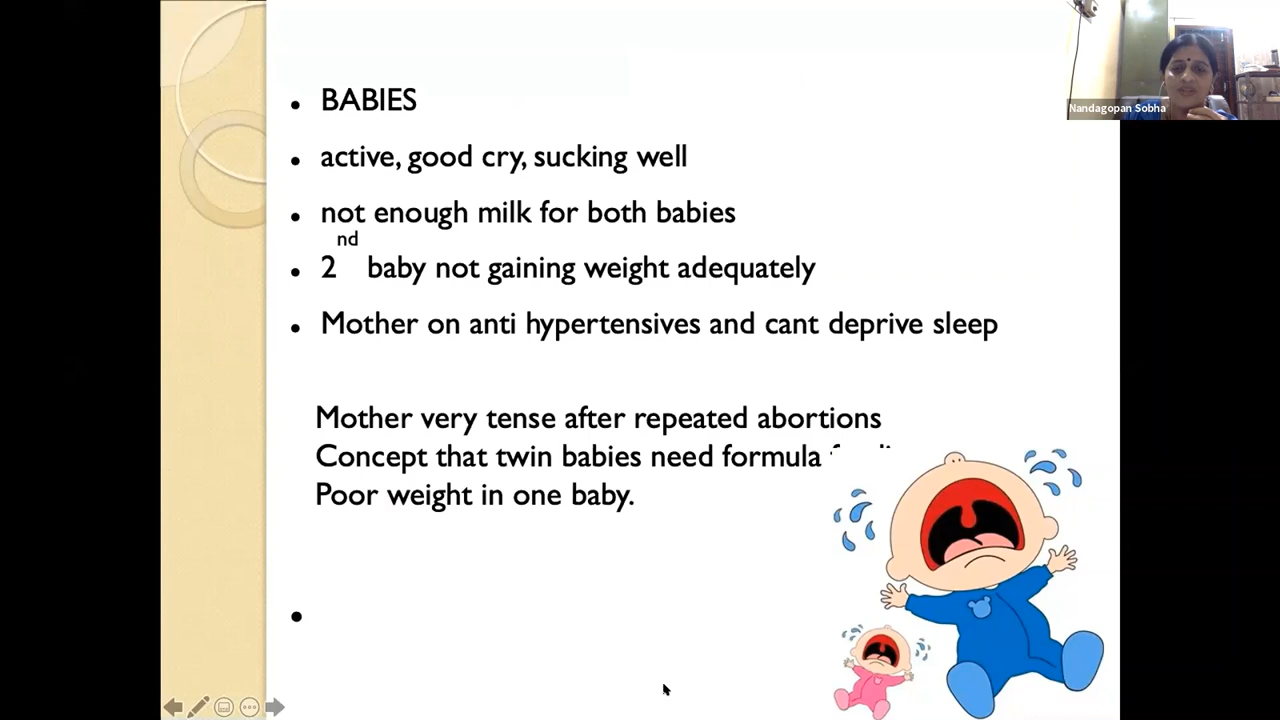 BABIES
active, good cry, sucking well
not enough milk for both babies
2nd baby not gaining weight adequately
Mother on anti hypertensives and cant deprive sleep
Mother very tense after repeated abortions
Concept that twin babies need formula
Poor weight in one baby.
Nandagopan Sobha